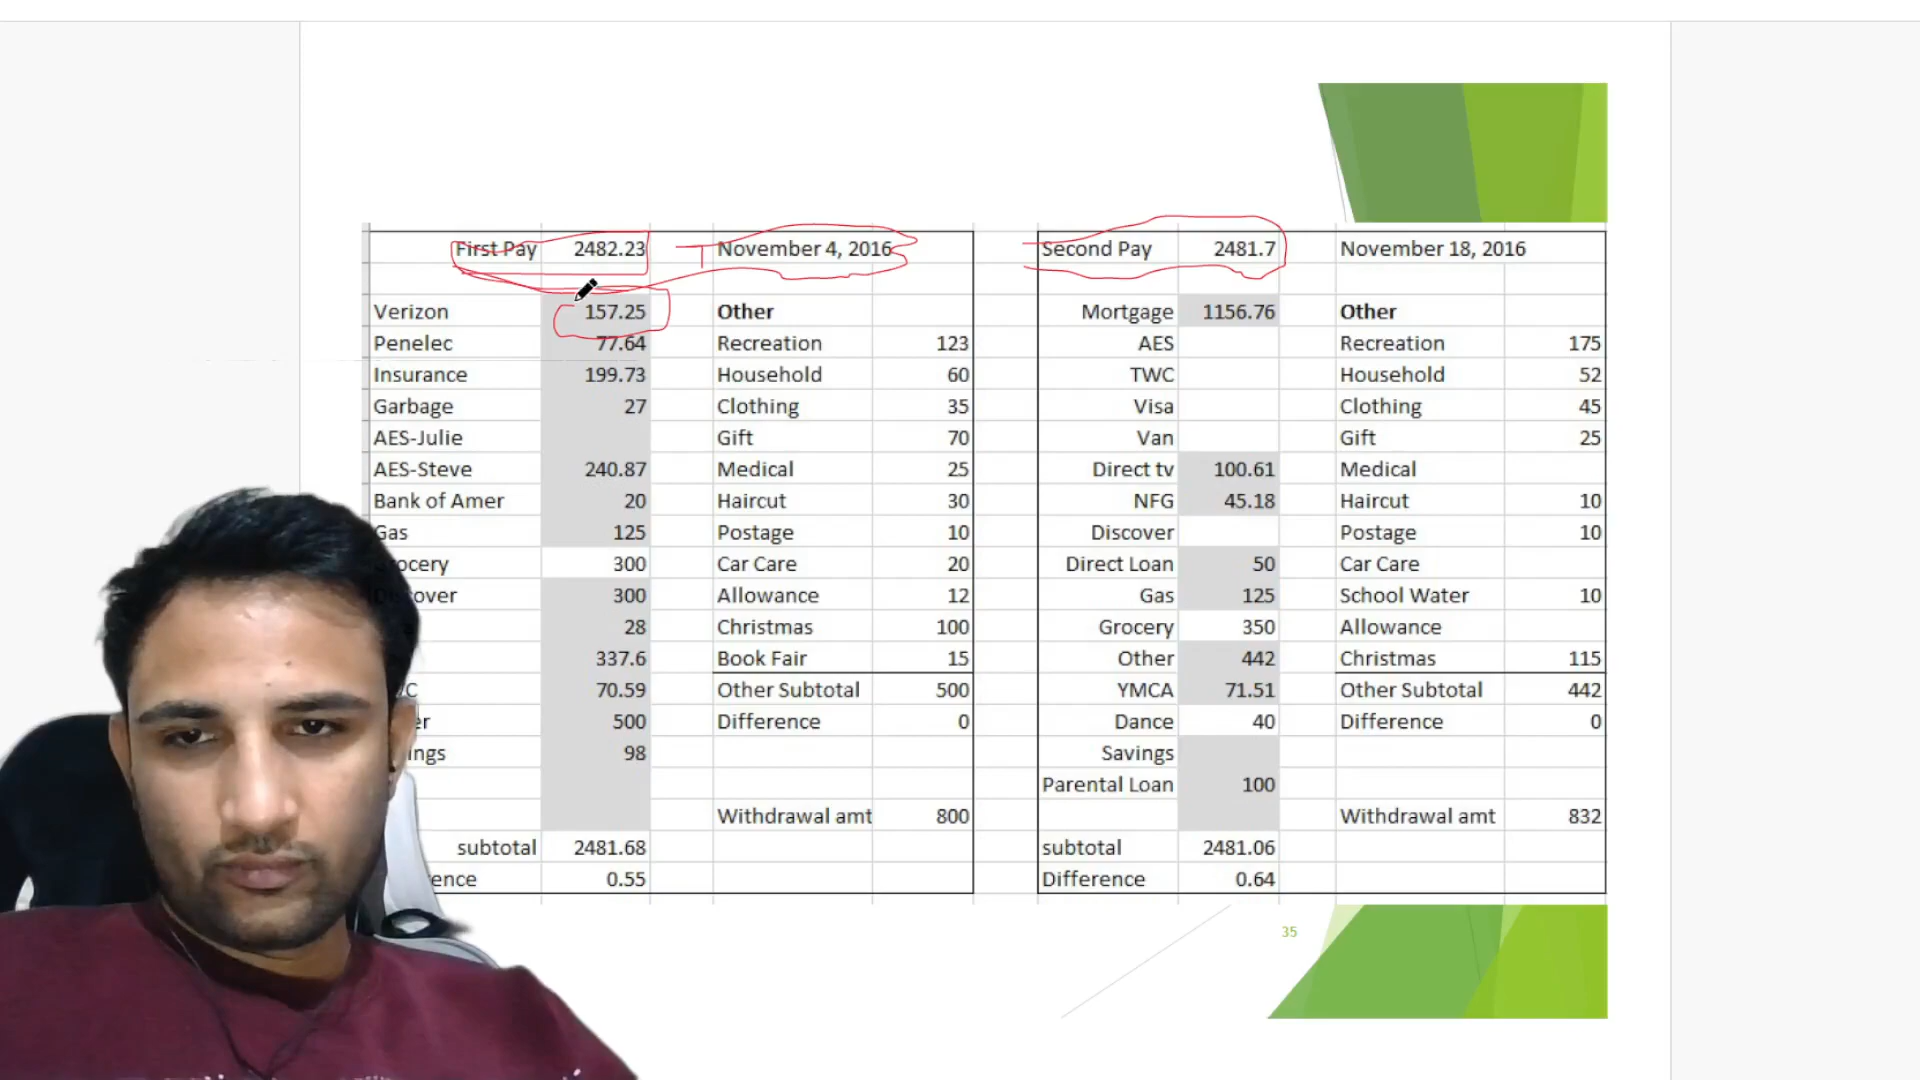 First Pay 2482.23 November 4, 2016 Second Pay 2481.7 November 18, 2016
Verizon 157.25 Other Mortgage 1156.76 Other
Penelec 77.64 Recreation 123 AES Recreation 175
Insurance 199.73 Household 60 TWC Household 52
Garbage 27 Clothing 35 Visa Clothing 45
AES-Julie Gift 70 Van Gift 25
AES-Steve 240.87 Medical 25 Direct tv 100.61 Medical
Bank of Amer 20 Haircut 30 NFG 45.18 Haircut 10
Gas 125 Postage 10 Discover Postage 10
300 Car Care 20 Direct Loan 50 Car Care
300 Allowance 12 Gas 125 School Water 10
28 Christmas 100 Grocery 350 Allowance
337.6 Book Fair 15 Other 442 Christmas 115
70.59 Other Subtotal 500 YMCA 71.51 Other Subtotal 442
500 Difference 0 Dance 40 Difference 0
98 Savings
Parental Loan 100
Withdrawal amt 800 Withdrawal amt 832
subtotal 2481.68 subtotal 2481.06
0.55 Difference 0.64
35